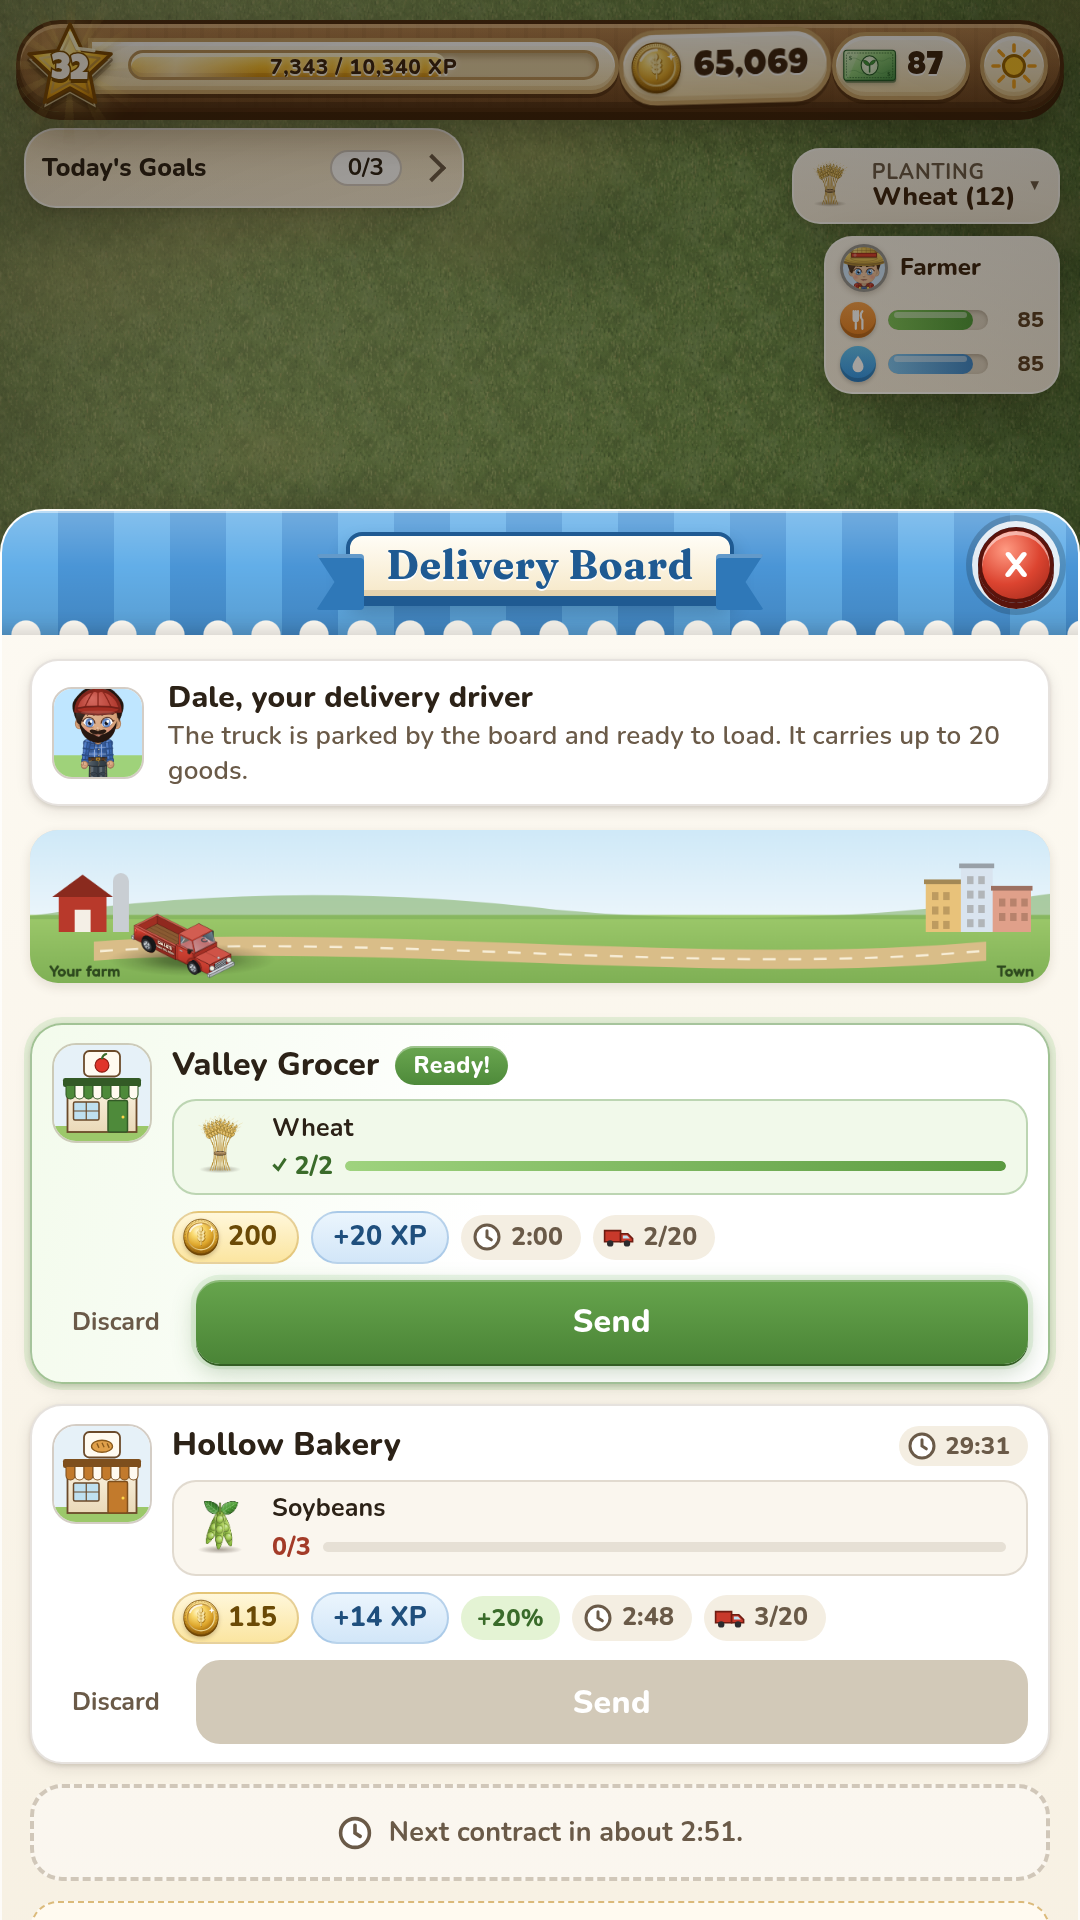 32
7,343 / 10,340 XP
65,069
87
Today's Goals
0/3
PLANTING
Wheat (12)
Farmer
85
85
Delivery Board
X
Dale, your delivery driver
The truck is parked by the board and ready to load. It carries up to 20
goods.
Your farm
Town
Valley Grocer
Ready!
Wheat
2/2
200
+20 XP
2:00
2/20
Discard
Send
Hollow Bakery
29:31
Soybeans
0/3
115
+14 XP
+20%
2:48
3/20
Discard
Send
Next contract in about 2:51.